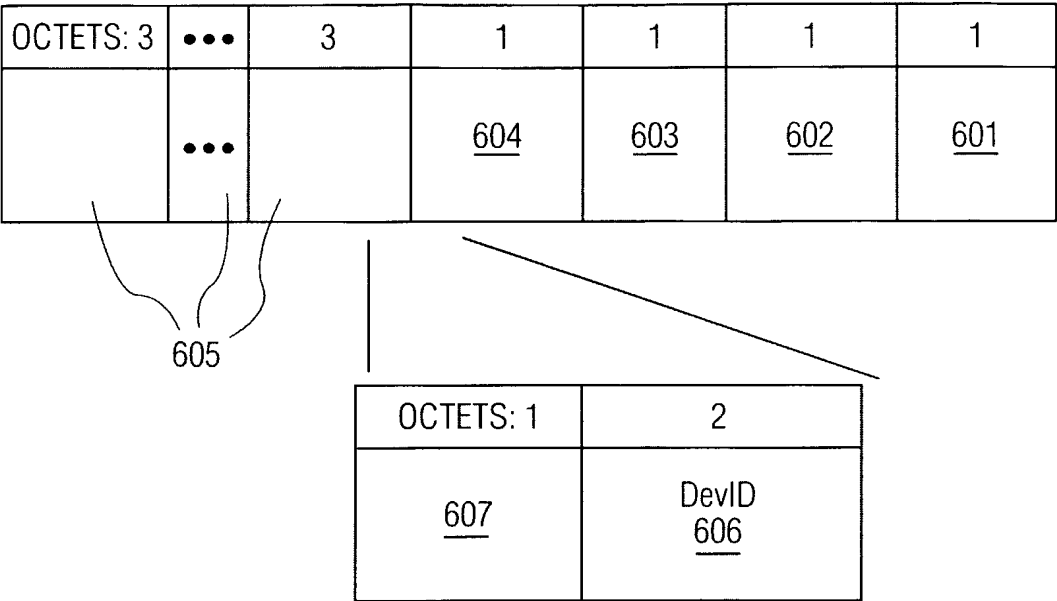 OCTETS: 3 ••• 3 1 1 1 1
••• 604 603 602 601
605
OCTETS: 1 2
607 DevID
606